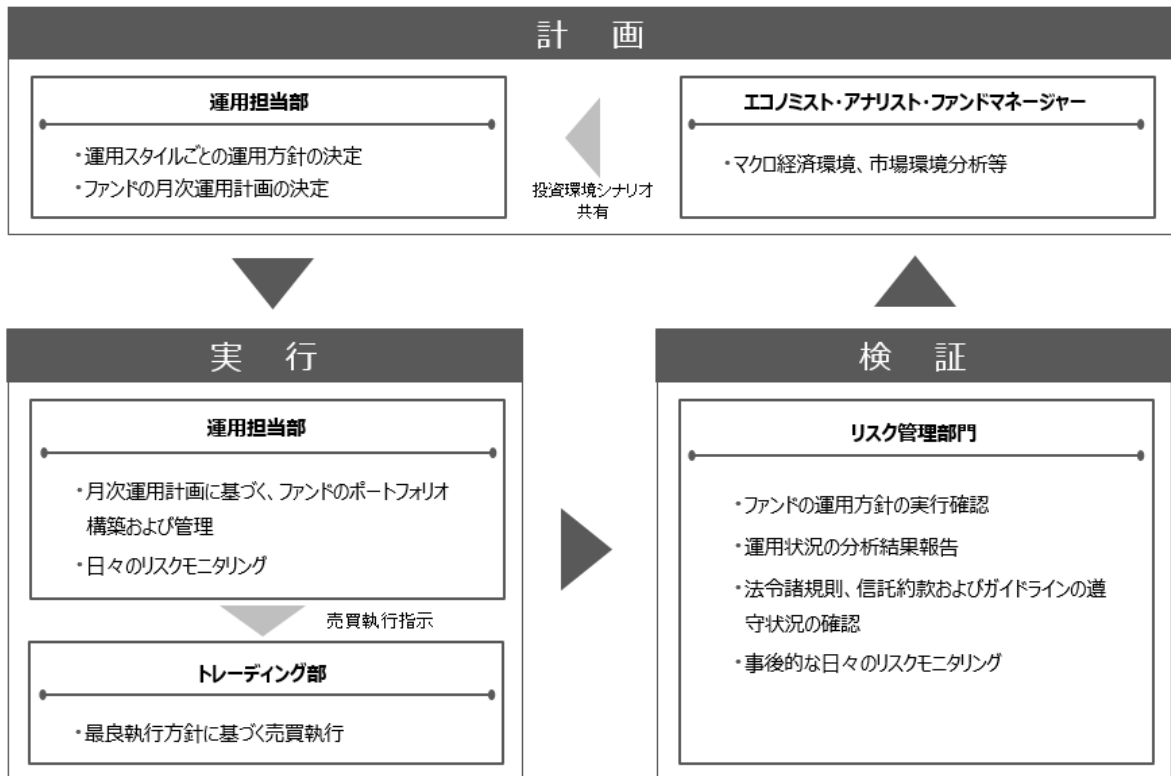 計 画
運用担当部
・運用スタイルごとの運用方針の決定
・ファンドの月次運用計画の決定
投資環境シナリオ
共有
エコノミスト・アナリスト・ファンドマネージャー
・マクロ経済環境、市場環境分析等
実 行
運用担当部
・月次運用計画に基づく、ファンドのポートフォリオ
構築および管理
・日々のリスクモニタリング
売買執行指示
トレーディング部
・最良執行方針に基づく売買執行
検 証
リスク管理部門
・ファンドの運用方針の実行確認
・運用状況の分析結果報告
・法令諸規則、信託約款およびガイドラインの遵
守状況の確認
・事後的な日々のリスクモニタリング